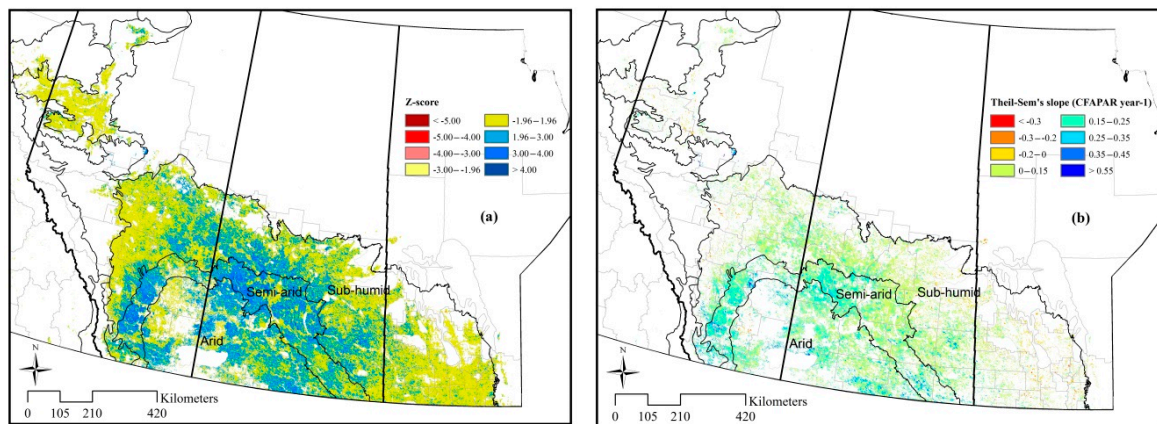 Z-score
< -5.00
-5.00−-4.00
-4.00−-3.00
-3.00−-1.96
-1.96−1.96
1.96−3.00
3.00−4.00
> 4.00
(a)
Semi-arid
Sub-humid
Arid
N
0
105
210
420
Kilometers
Theil-Sem's slope (CFAPAR year-1)
< -0.3
-0.3−-0.2
-0.2−0
0−0.15
0.15−0.25
0.25−0.35
0.35−0.45
> 0.55
(b)
Semi-arid
Sub-humid
Arid
N
0
105
210
420
Kilometers